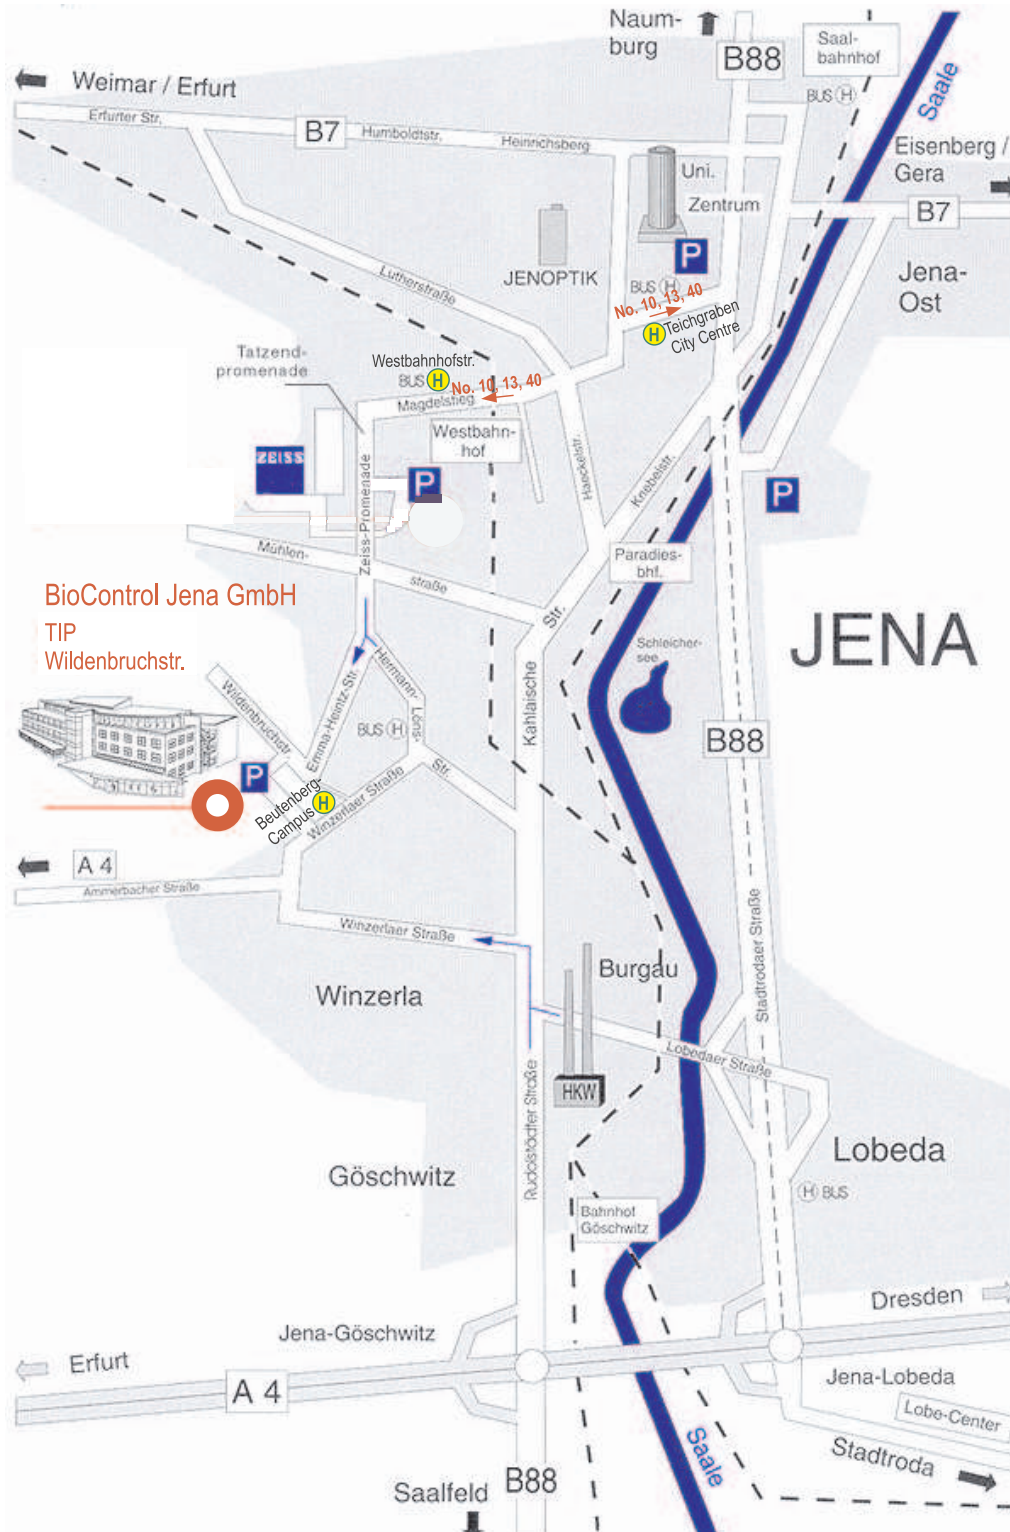 Naum-
burg
B88
Saal-
bahnhof
BUS H
Saale
Weimar / Erfurt
Erfurter Str.
B7
Humboldtstr.
Heinrichsberg
Uni.
Zentrum
Eisenberg /
Gera
B7
P
JENOPTIK
BUS H
No. 10, 13, 40
H Teichgraben
City Centre
Jena-
Ost
Lutherstraße
Tatzend-
promenade
Westbahnhofstr.
BUS H
No. 10, 13, 40
Magdelstieg
Westbahn-
hof
ZEISS
P
P
Zeiss-Promenade
Haeckelstr.
Knebelstr.
Mühlen-
straße
Paradies-
bhf.
BioControl Jena GmbH
TIP
Wildenbruchstr.
JENA
Str.
Kahlaische
Schleicher-
see
Wildenbruchstr.
Emma-Heintz-Str.
Hermann-
Löns-
Str.
BUS H
B88
P
Beutenberg-
Campus H
Winzerlaer Straße
A 4
Ammerbacher Straße
Winzerlaer Straße
Stadtrodaer Straße
Winzerla
Burgau
Lobedaer Straße
HKW
Rudolstädter Straße
Göschwitz
Lobeda
H BUS
Bahnhof
Göschwitz
Dresden
Jena-Göschwitz
Erfurt
A 4
Jena-Lobeda
Lobe-Center
Stadtroda
Saale
Saalfeld
B88